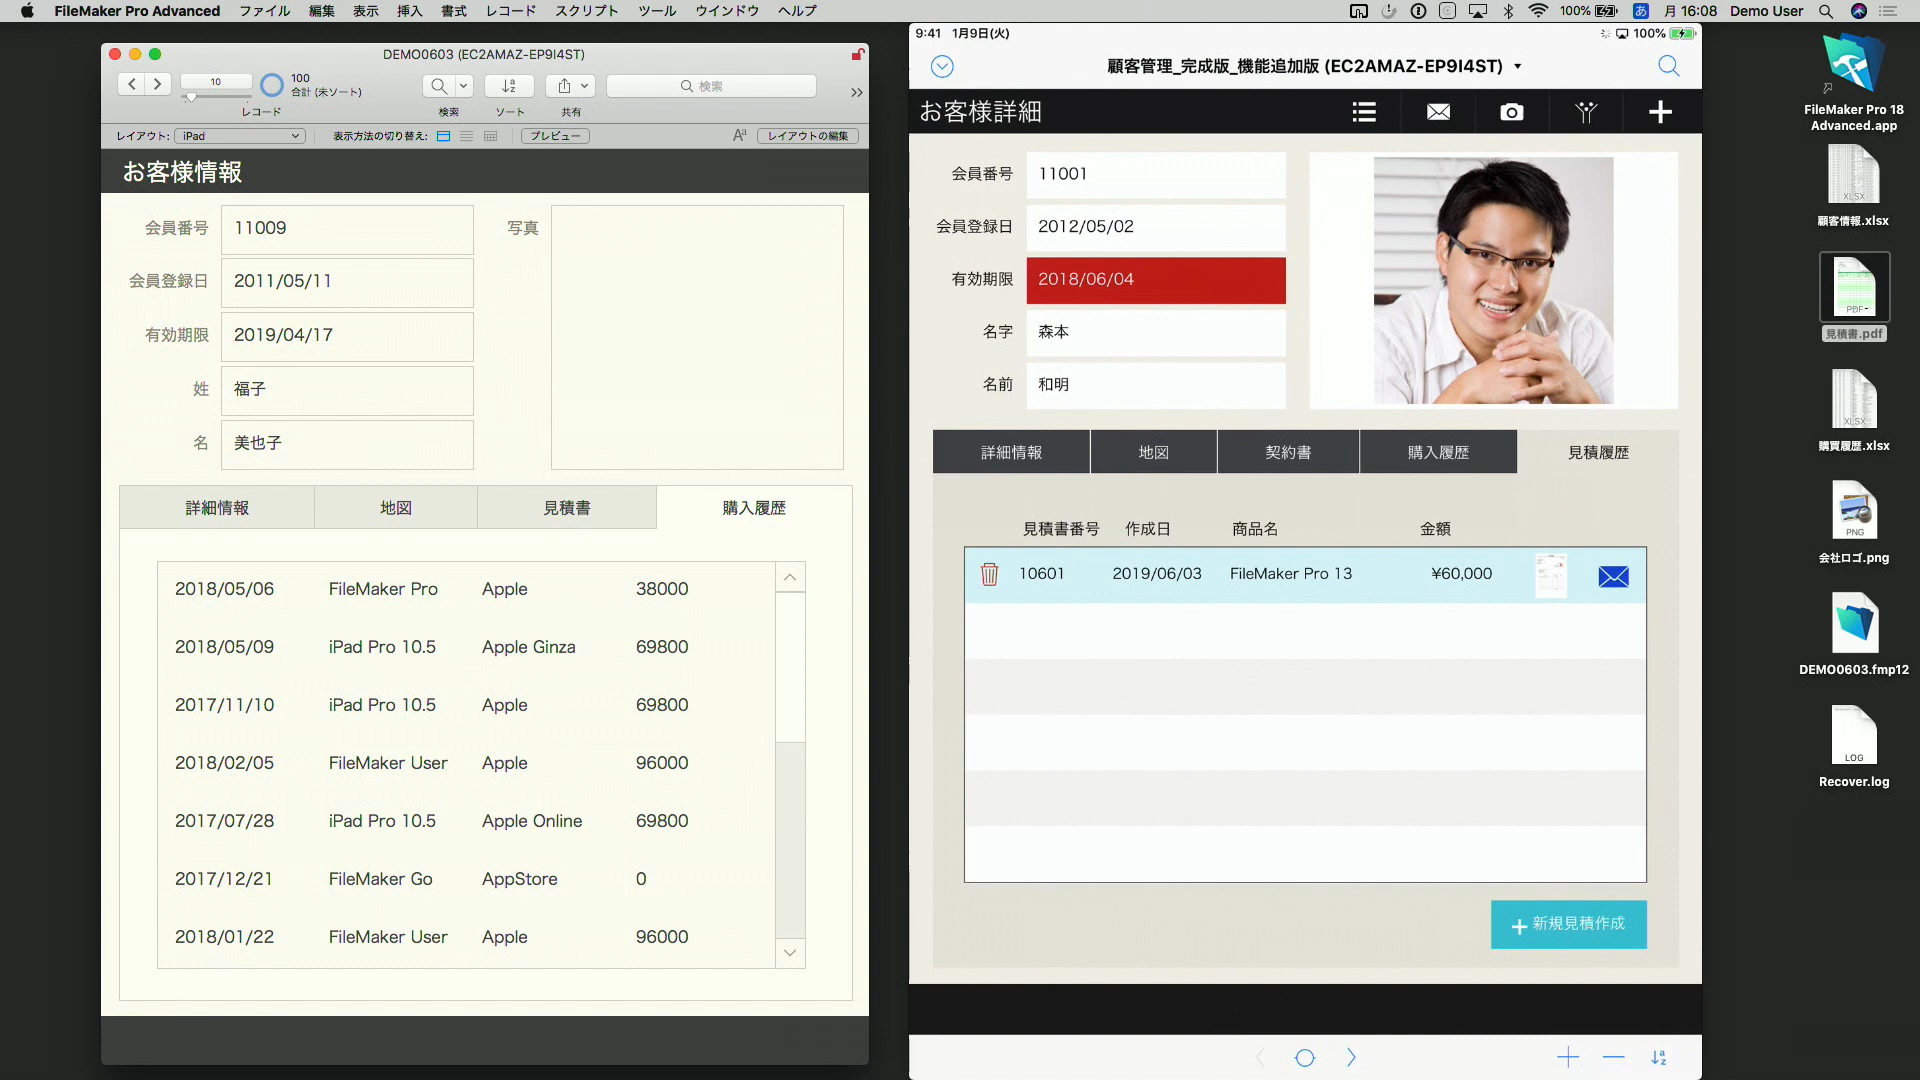 FileMaker Pro Advanced ファイル 編集 表示 挿入 書式 レコード スクリプト ツール ウインドウ ヘルプ
100% あ 月 16:08 Demo User
DEMO0603 (EC2AMAZ-EP9I4ST)
10
100
合計 (未ソート)
レコード
検索
ソート
共有
検索
レイアウト: iPad 表示方法の切り替え: プレビュー Aª レイアウトの編集
お客様情報
会員番号 11009
写真
会員登録日 2011/05/11
有効期限 2019/04/17
姓 福子
名 美也子
詳細情報 地図 見積書 購入履歴
2018/05/06 FileMaker Pro Apple 38000
2018/05/09 iPad Pro 10.5 Apple Ginza 69800
2017/11/10 iPad Pro 10.5 Apple 69800
2018/02/05 FileMaker User Apple 96000
2017/07/28 iPad Pro 10.5 Apple Online 69800
2017/12/21 FileMaker Go AppStore 0
2018/01/22 FileMaker User Apple 96000
9:41 1月9日(火)
100%
顧客管理_完成版_機能追加版 (EC2AMAZ-EP9I4ST)
お客様詳細
会員番号 11001
会員登録日 2012/05/02
有効期限 2018/06/04
名字 森本
名前 和明
詳細情報 地図 契約書 購入履歴 見積履歴
見積書番号 作成日 商品名 金額
10601 2019/06/03 FileMaker Pro 13 ¥60,000
+ 新規見積作成
FileMaker Pro 18
Advanced.app
XLSX
顧客情報.xlsx
PDF
見積書.pdf
XLSX
購買履歴.xlsx
PNG
会社ロゴ.png
DEMO0603.fmp12
LOG
Recover.log